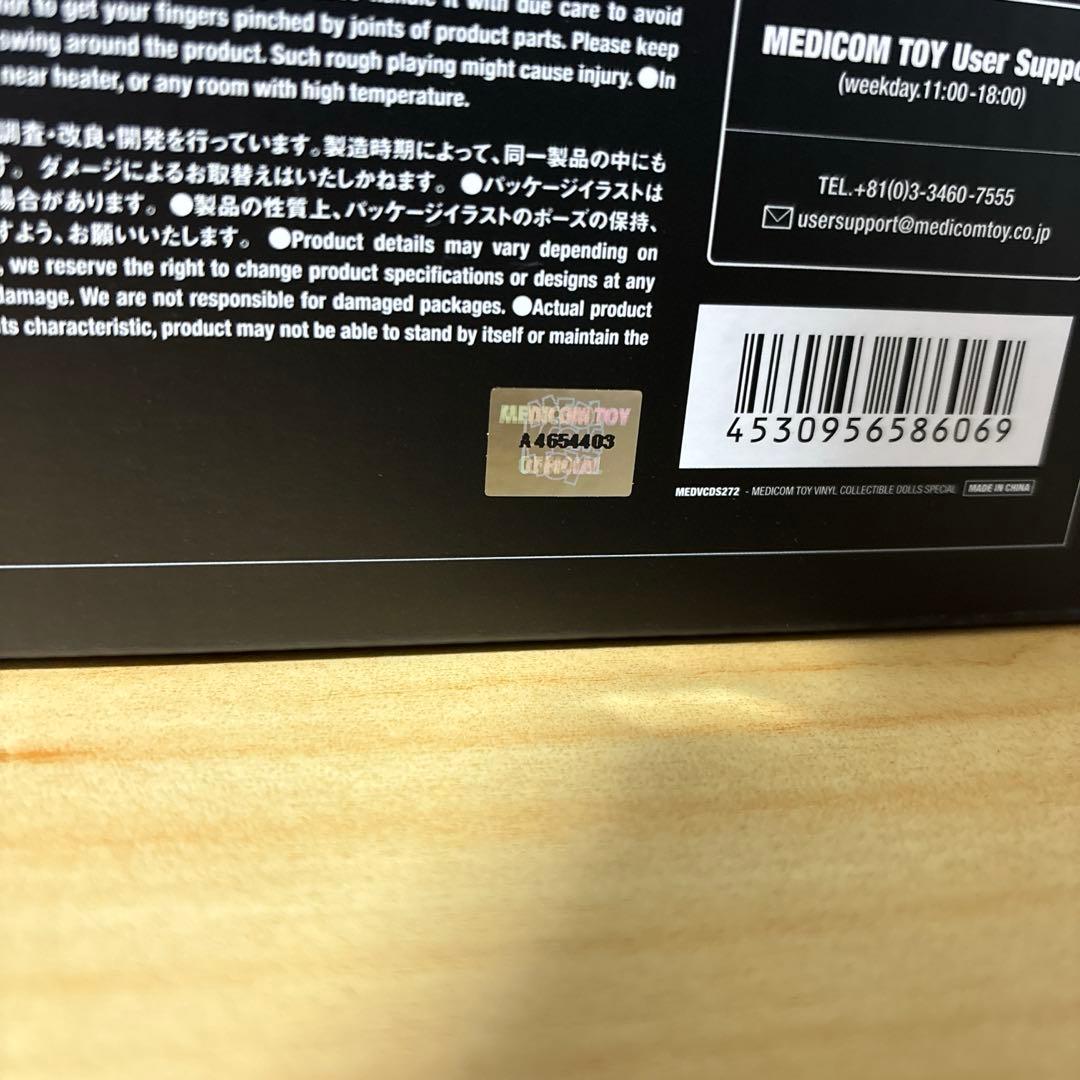 it with due care to avoid
not to get your fingers pinched by joints of product parts. Please keep
around the product. Such rough playing might cause injury. ●In
near heater, or any room with high temperature.
調査・改良・開発を行っています。製造時期によって、同一製品の中にも
す。 ダメージによるお取替えはいたしかねます。 ●パッケージイラストは
場合があります。 ●製品の性質上、パッケージイラストのポーズの保持、
すよう、お願いいたします。 ●Product details may vary depending on
, we reserve the right to change product specifications or designs at any
damage. We are not responsible for damaged packages. ●Actual product
its characteristic, product may not be able to stand by itself or maintain the
MEDICOM TOY User Suppo
(weekday.11:00-18:00)
TEL.+81(0)3-3460-7555
usersupport@medicomtoy.co.jp
MEDICOM TOY
A4654403
OFFICIAL
4530956586069
MEDVCDS272 - MEDICOM TOY VINYL COLLECTIBLE DOLLS SPECIAL MADE IN CHINA